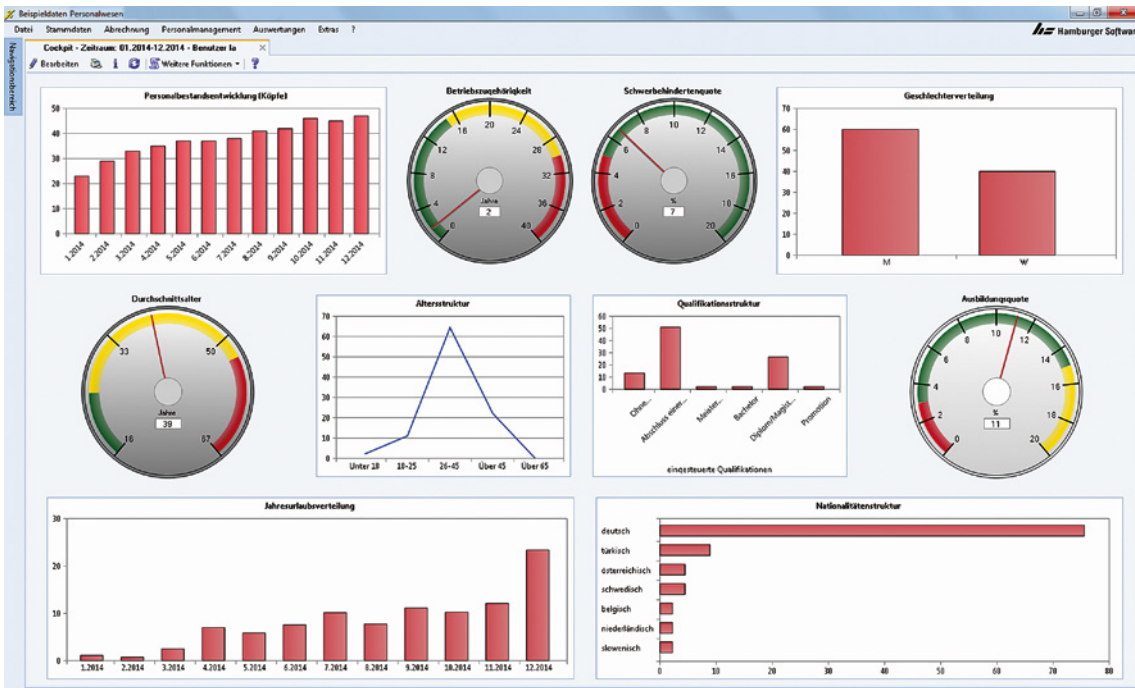 Beispieldaten Personalwesen
Datei Stammdaten Abrechnung Personalmanagement Auswertungen Extras ?
Hamburger Softwar
Navigationsbereich
Cockpit - Zeitraum: 01.2014-12.2014 - Benutzer la
Bearbeiten Weitere Funktionen
Personalbestandsentwicklung (Köpfe)
50
40
30
20
10
0
1.2014 2.2014 3.2014 4.2014 5.2014 6.2014 7.2014 8.2014 9.2014 10.2014 11.2014 12.2014
Betriebszugehörigkeit
0 4 8 12 16 20 24 28 32 36 40
Jahre
2
Schwerbehindertenquote
0 2 4 6 8 10 12 14 16 18 20
%
7
Geschlechterverteilung
70
60
50
40
30
20
10
0
M W
Durchschnittsalter
16 33 50 67
Jahre
39
Altersstruktur
70
60
50
40
30
20
10
0
Unter 18 18-25 26-45 Über 45 Über 65
Qualifikationsstruktur
60
50
40
30
20
10
0
Ohne... Abschluss einer... Meister... Bachelor Diplom/Magist... Promotion
eingesteuerte Qualifikationen
Ausbildungsquote
0 2 4 6 8 10 12 14 16 18 20
%
11
Jahresurlaubsverteilung
30
20
10
0
1.2014 2.2014 3.2014 4.2014 5.2014 6.2014 7.2014 8.2014 9.2014 10.2014 11.2014 12.2014
Nationalitätenstruktur
deutsch
türkisch
österreichisch
schwedisch
belgisch
niederländisch
slowenisch
0 10 20 30 40 50 60 70 80